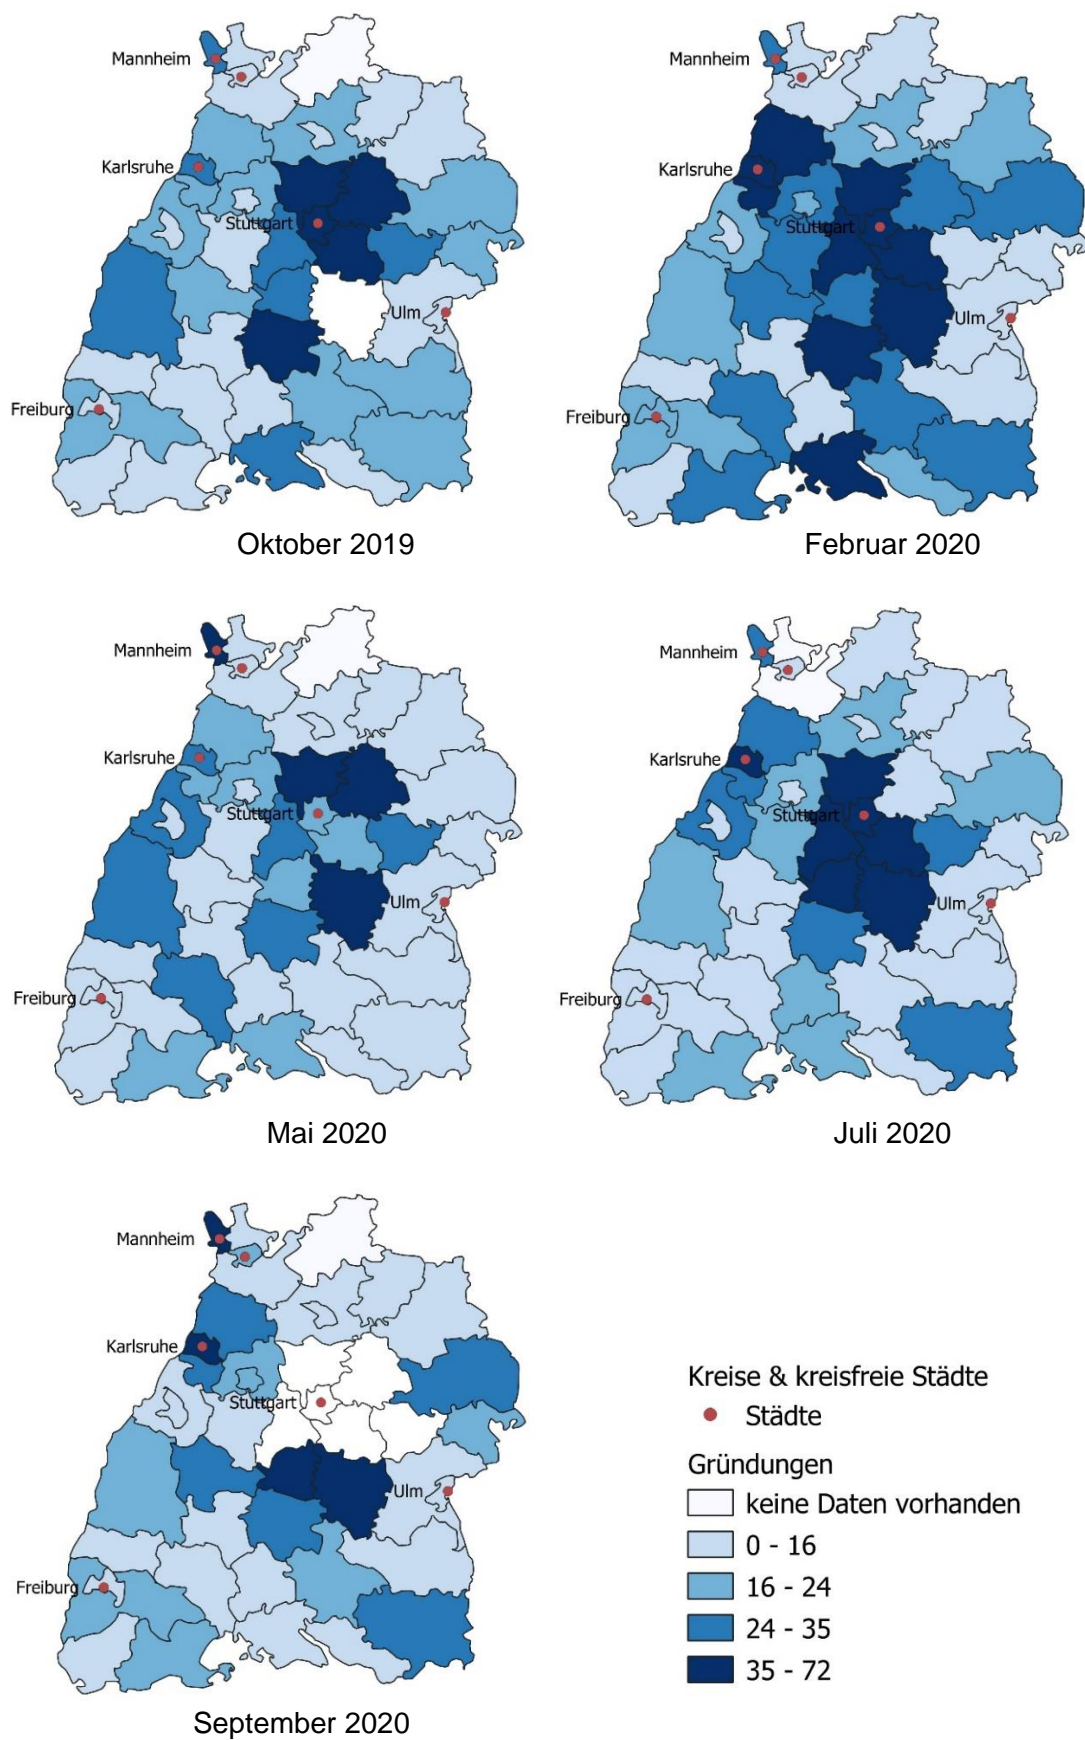 Mannheim
Karlsruhe
Stuttgart
Ulm
Freiburg
Oktober 2019
Mannheim
Karlsruhe
Stuttgart
Ulm
Freiburg
Februar 2020
Mannheim
Karlsruhe
Stuttgart
Ulm
Freiburg
Mai 2020
Mannheim
Karlsruhe
Stuttgart
Ulm
Freiburg
Juli 2020
Mannheim
Karlsruhe
Stuttgart
Ulm
Freiburg
September 2020
Kreise & kreisfreie Städte
Städte
Gründungen
keine Daten vorhanden
0 - 16
16 - 24
24 - 35
35 - 72